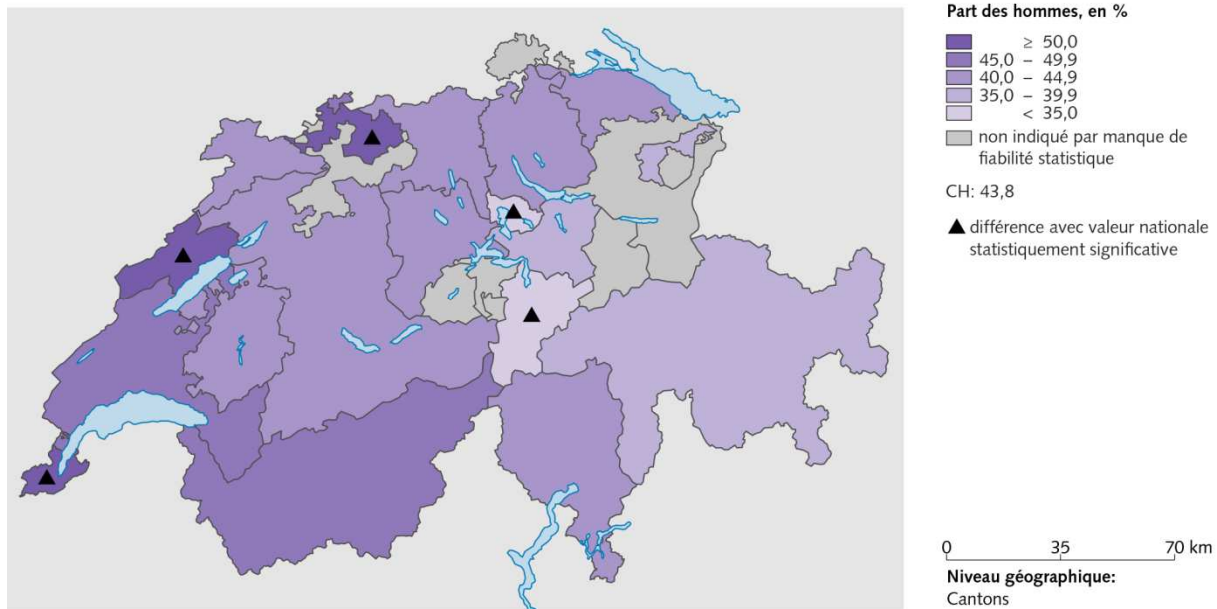 Part des hommes, en %
≥ 50,0
45,0 – 49,9
40,0 – 44,9
35,0 – 39,9
< 35,0
non indiqué par manque de
fiabilité statistique
CH: 43,8
▲ différence avec valeur nationale
statistiquement significative
0 35 70 km
Niveau géographique:
Cantons